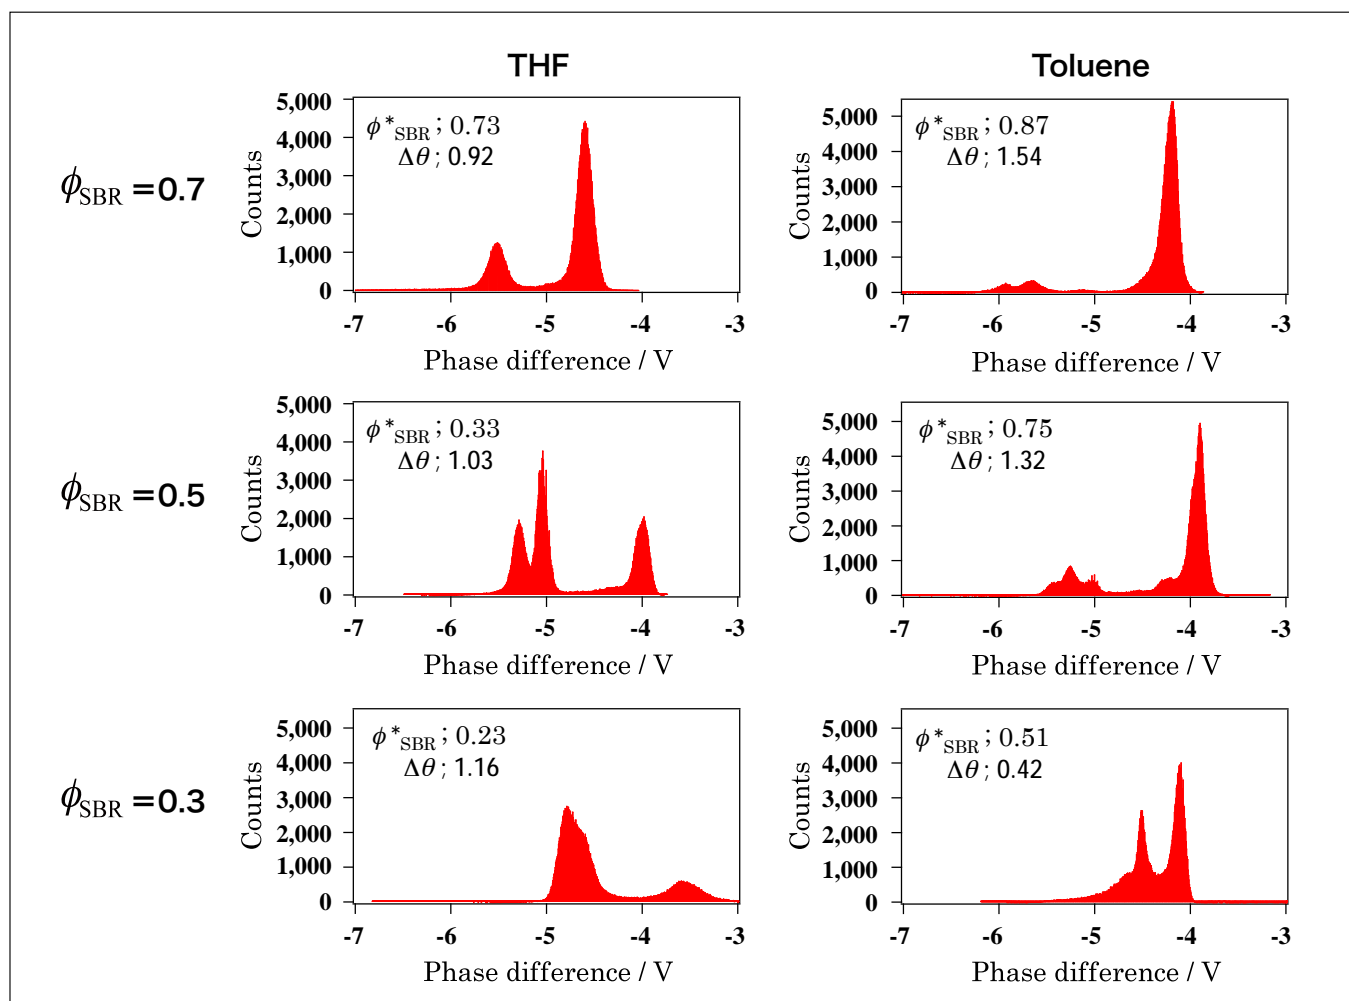 THF
Toluene
ϕSBR = 0.7
5,000
4,000
3,000
2,000
1,000
0
Counts
ϕ*SBR ; 0.73
Δθ ; 0.92
-7 -6 -5 -4 -3
Phase difference / V
5,000
4,000
3,000
2,000
1,000
0
Counts
ϕ*SBR ; 0.87
Δθ ; 1.54
-7 -6 -5 -4 -3
Phase difference / V
ϕSBR = 0.5
5,000
4,000
3,000
2,000
1,000
0
Counts
ϕ*SBR ; 0.33
Δθ ; 1.03
-7 -6 -5 -4 -3
Phase difference / V
5,000
4,000
3,000
2,000
1,000
0
Counts
ϕ*SBR ; 0.75
Δθ ; 1.32
-7 -6 -5 -4 -3
Phase difference / V
ϕSBR = 0.3
5,000
4,000
3,000
2,000
1,000
0
Counts
ϕ*SBR ; 0.23
Δθ ; 1.16
-7 -6 -5 -4 -3
Phase difference / V
5,000
4,000
3,000
2,000
1,000
0
Counts
ϕ*SBR ; 0.51
Δθ ; 0.42
-7 -6 -5 -4 -3
Phase difference / V